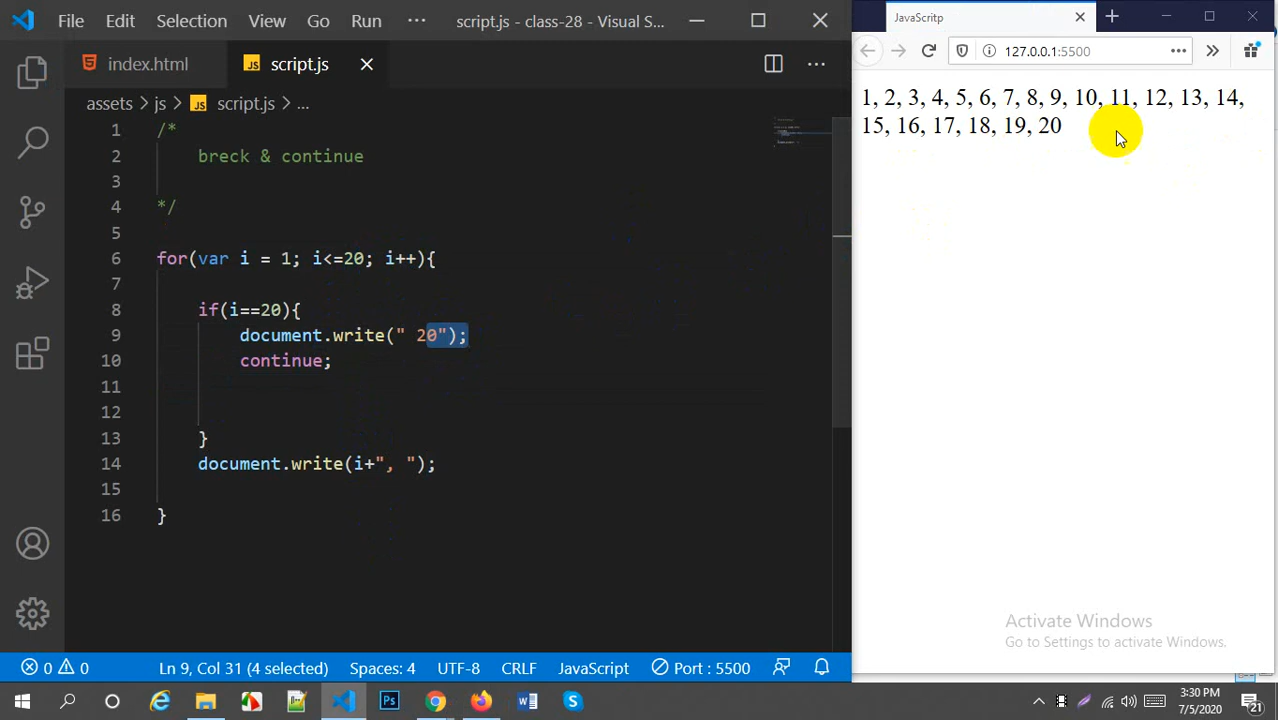 File Edit Selection View Go Run ··· script.js - class-28 - Visual S...
index.html JS script.js
assets > js > JS script.js > ...
1 /*
2 breck & continue
3
4 */
5
6 for(var i = 1; i<=20; i++){
7
8 if(i==20){
9 document.write(" 20");
10 continue;
11
12
13 }
14 document.write(i+", ");
15
16 }
0 0 Ln 9, Col 31 (4 selected) Spaces: 4 UTF-8 CRLF JavaScript Port : 5500
JavaScritp
127.0.0.1:5500
1, 2, 3, 4, 5, 6, 7, 8, 9, 10, 11, 12, 13, 14,
15, 16, 17, 18, 19, 20
Activate Windows
Go to Settings to activate Windows.
Ps
3:30 PM
7/5/2020
21